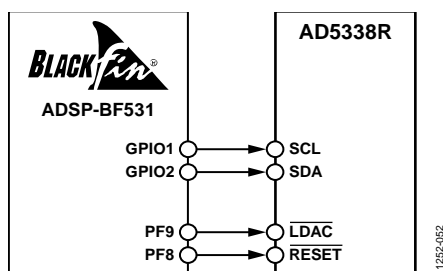 BLACKfin®
ADSP-BF531
AD5338R
GPIO1 SCL
GPIO2 SDA
PF9 LDAC
PF8 RESET
1252-052